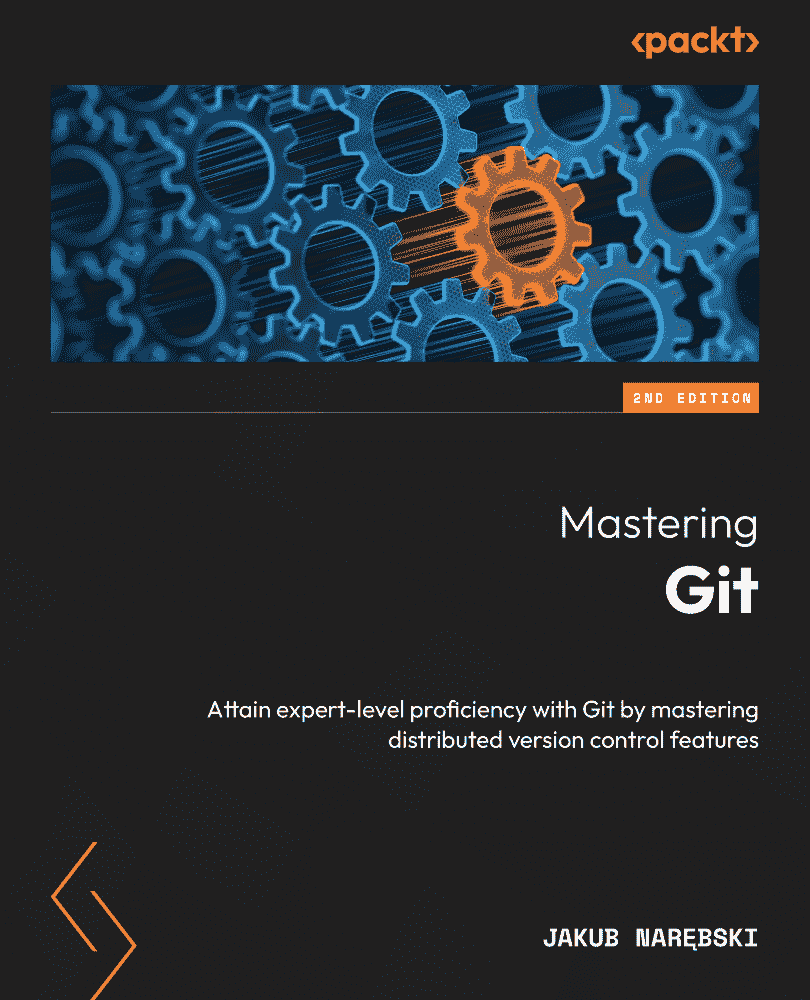 <packt>
2ND EDITION
Mastering
Git
Attain expert-level proficiency with Git by mastering
distributed version control features
JAKUB NARĘBSKI